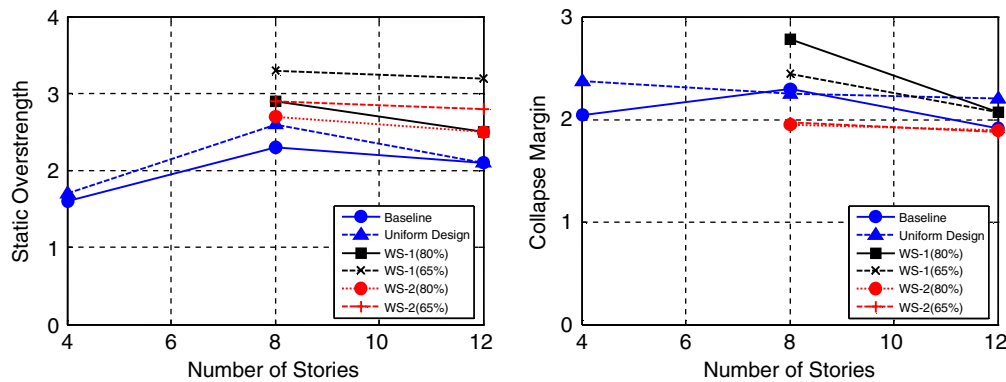 4
3
2
1
0
Static Overstrength
4
6
8
10
12
Number of Stories
Baseline
Uniform Design
WS-1(80%)
WS-1(65%)
WS-2(80%)
WS-2(65%)
3
2
1
0
Collapse Margin
4
6
8
10
12
Number of Stories
Baseline
Uniform Design
WS-1(80%)
WS-1(65%)
WS-2(80%)
WS-2(65%)